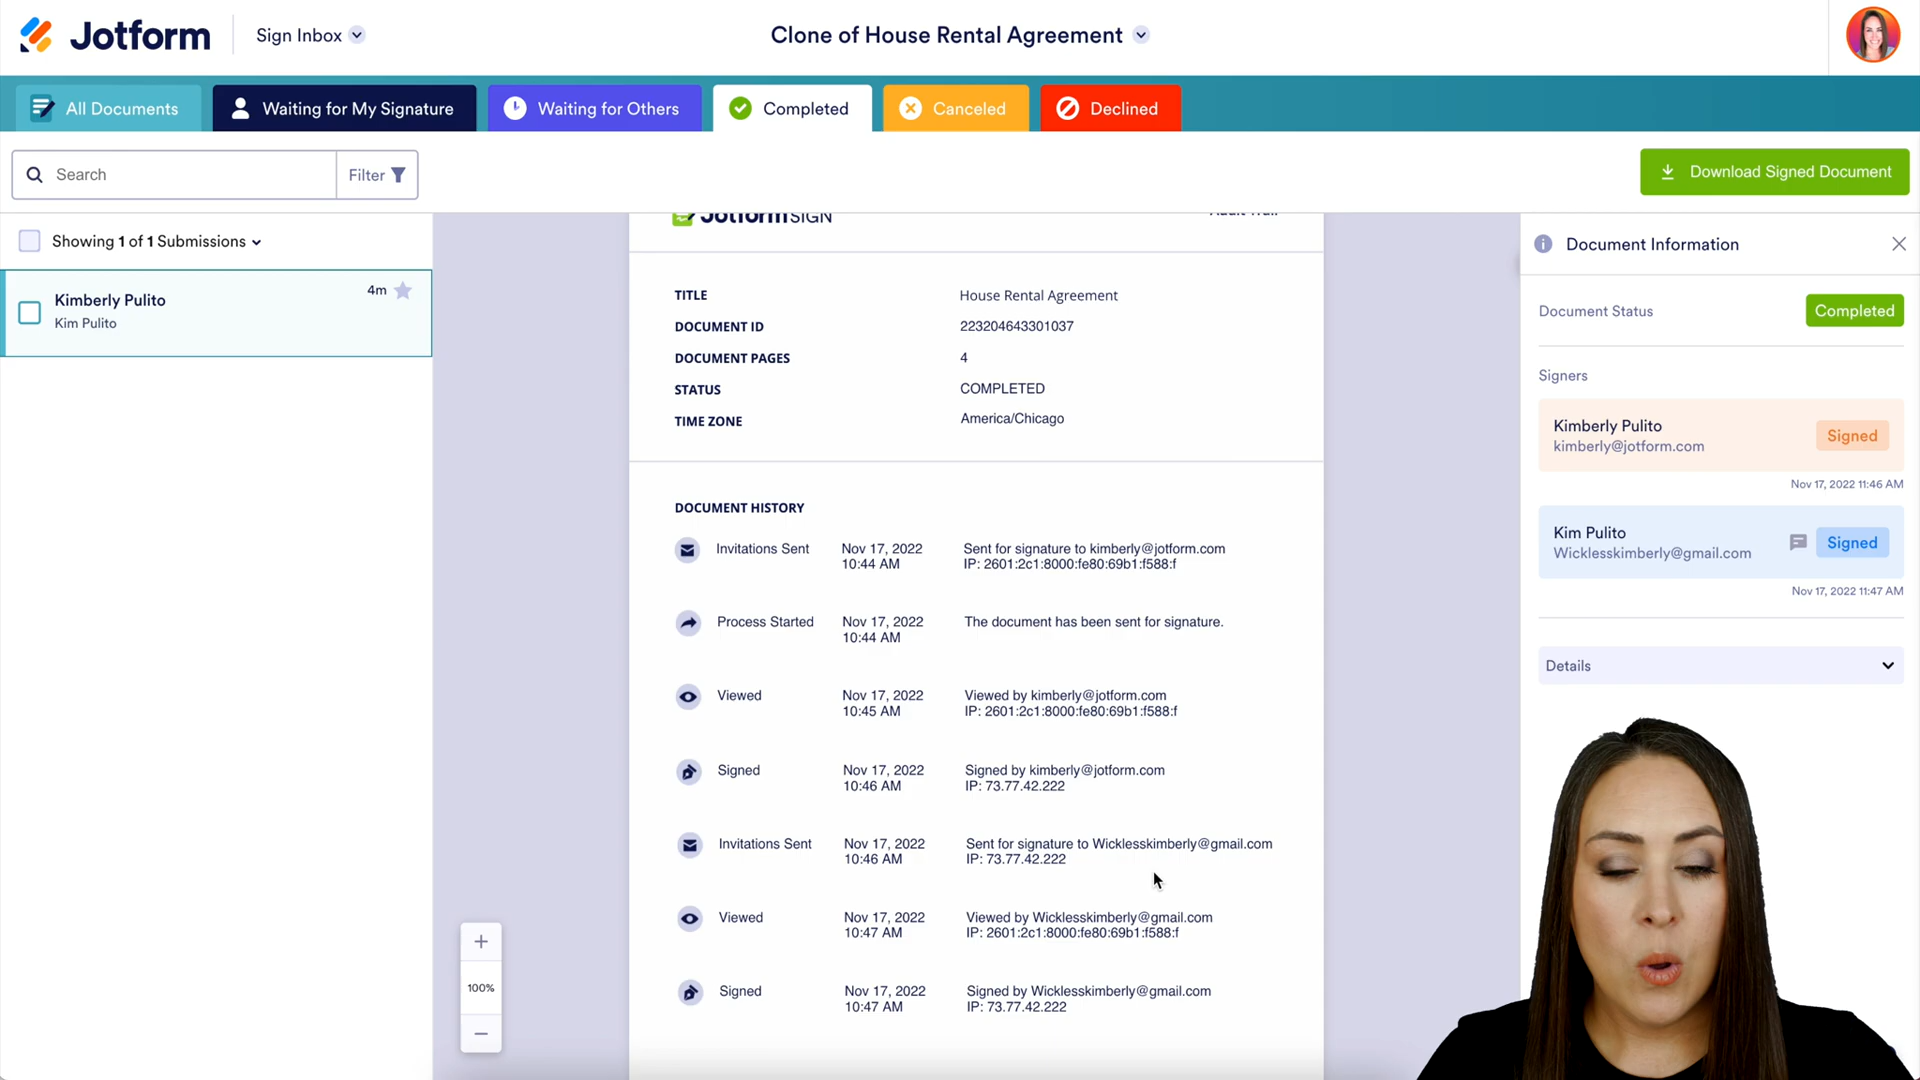 Jotform
Sign Inbox
Clone of House Rental Agreement
All Documents
Waiting for My Signature
Waiting for Others
Completed
Canceled
Declined
Search
Filter
Download Signed Document
Showing 1 of 1 Submissions
Kimberly Pulito
4m
Kim Pulito
Jotform SIGN
Audit Trail
TITLE House Rental Agreement
DOCUMENT ID 223204643301037
DOCUMENT PAGES 4
STATUS COMPLETED
TIME ZONE America/Chicago
DOCUMENT HISTORY
Invitations Sent Nov 17, 2022 Sent for signature to kimberly@jotform.com
10:44 AM IP: 2601:2c1:8000:fe80:69b1:f588:f
Process Started Nov 17, 2022 The document has been sent for signature.
10:44 AM
Viewed Nov 17, 2022 Viewed by kimberly@jotform.com
10:45 AM IP: 2601:2c1:8000:fe80:69b1:f588:f
Signed Nov 17, 2022 Signed by kimberly@jotform.com
10:46 AM IP: 73.77.42.222
Invitations Sent Nov 17, 2022 Sent for signature to Wicklesskimberly@gmail.com
10:46 AM IP: 73.77.42.222
Viewed Nov 17, 2022 Viewed by Wicklesskimberly@gmail.com
10:47 AM IP: 2601:2c1:8000:fe80:69b1:f588:f
Signed Nov 17, 2022 Signed by Wicklesskimberly@gmail.com
10:47 AM IP: 73.77.42.222
100%
Document Information
Document Status Completed
Signers
Kimberly Pulito
kimberly@jotform.com
Signed
Nov 17, 2022 11:46 AM
Kim Pulito
Wicklesskimberly@gmail.com
Signed
Nov 17, 2022 11:47 AM
Details